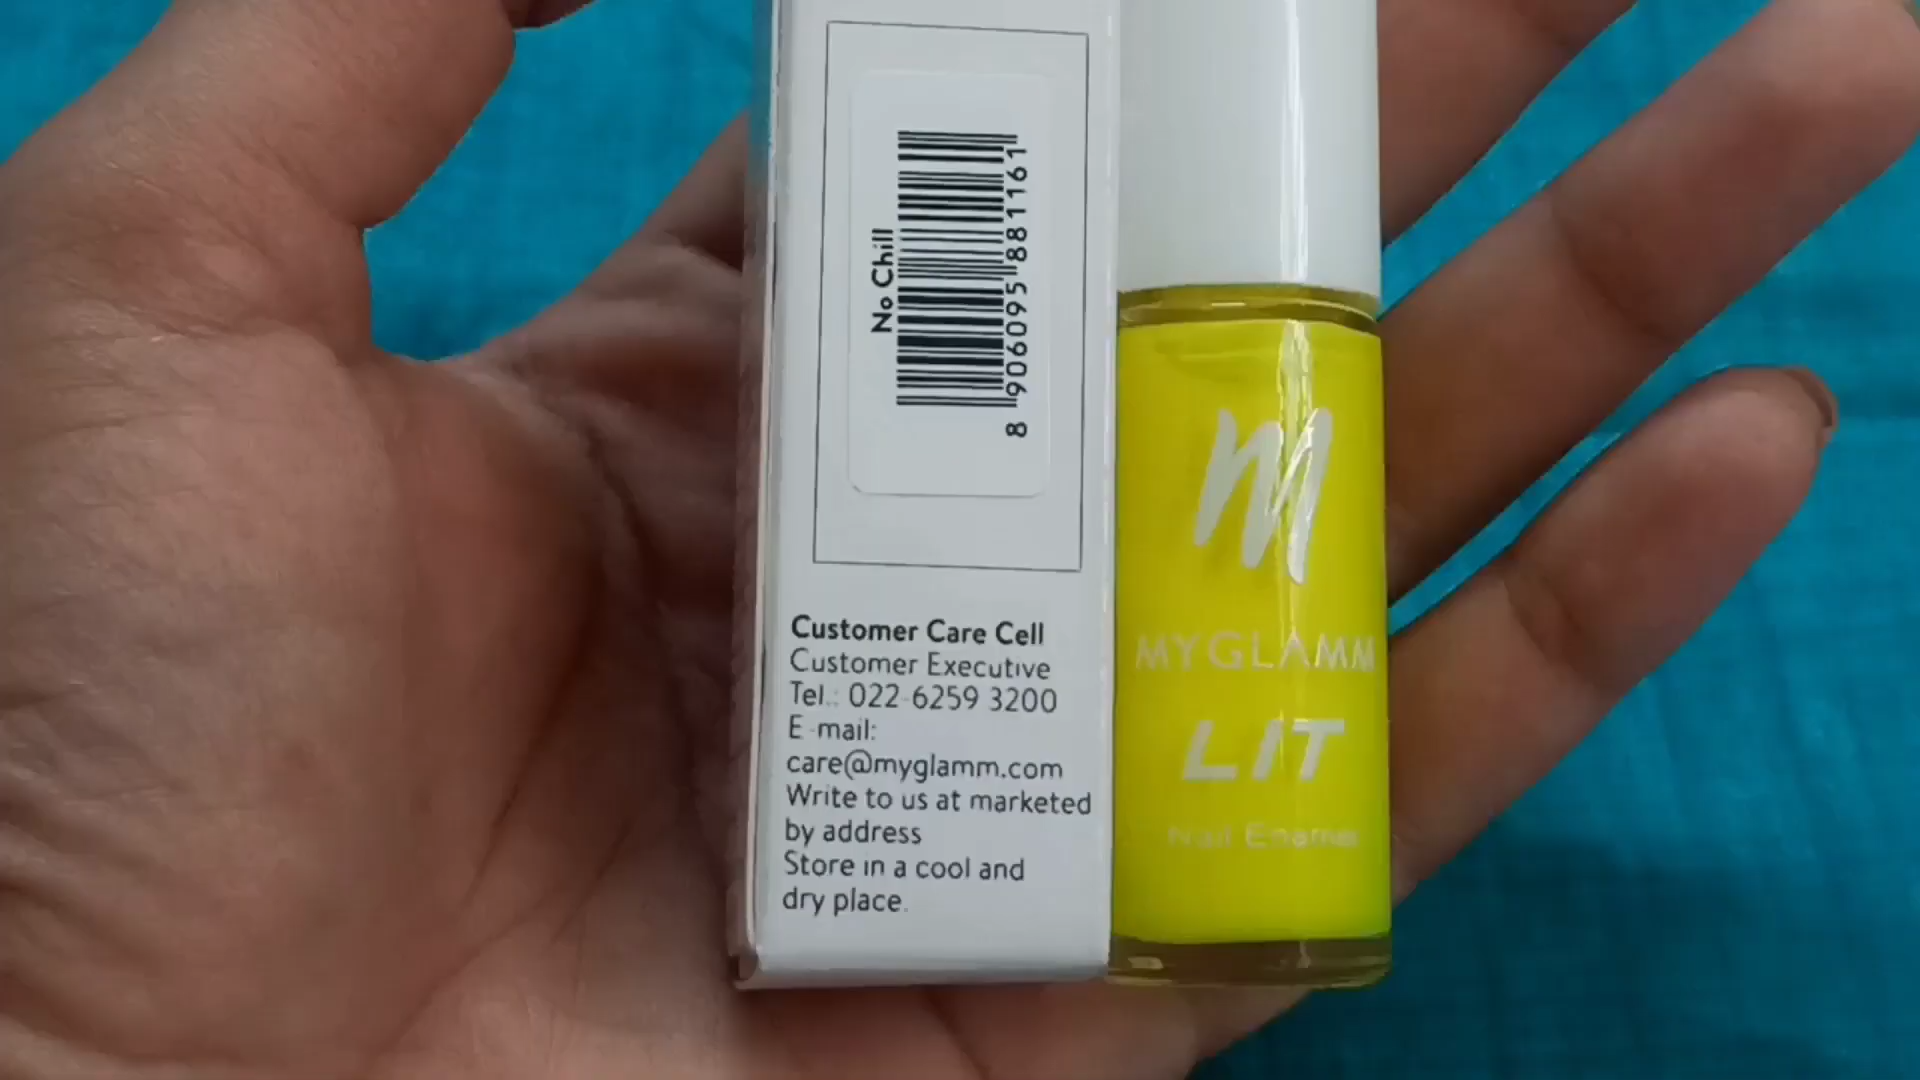 No Chill
8 906095 881161
Customer Care Cell
Customer Executive
Tel.: 022-6259 3200
E-mail:
care@myglamm.com
Write to us at marketed
by address
Store in a cool and
dry place.
M
MYGLAMM
LIT
Nail Enamel